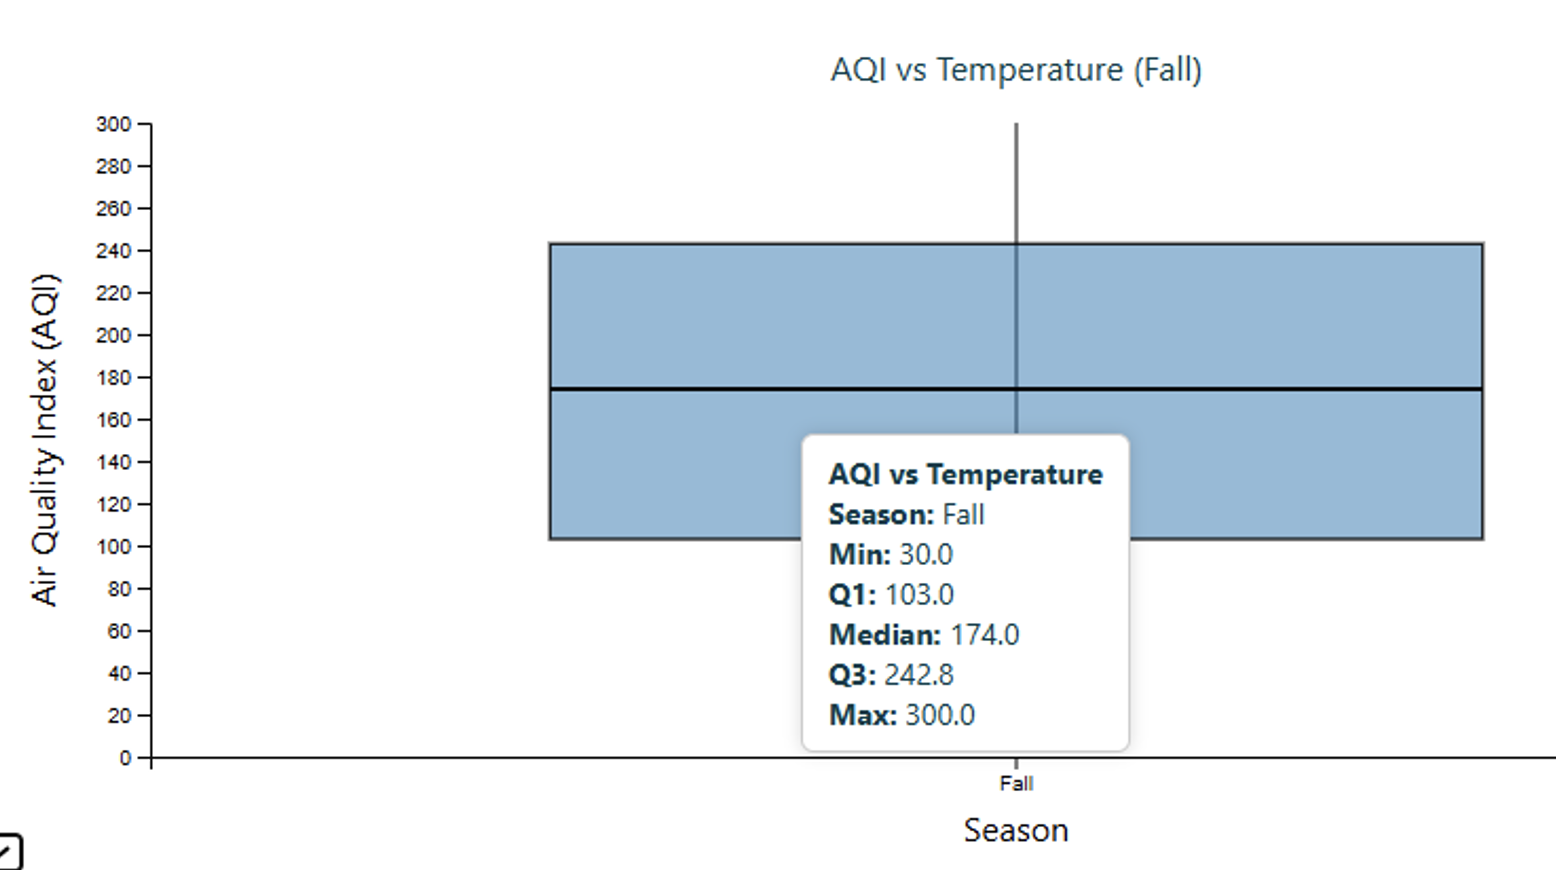 AQI vs Temperature (Fall)
300
280
260
240
220
200
180
160
140
120
100
80
60
40
20
0
Air Quality Index (AQI)
AQI vs Temperature
Season: Fall
Min: 30.0
Q1: 103.0
Median: 174.0
Q3: 242.8
Max: 300.0
Fall
Season